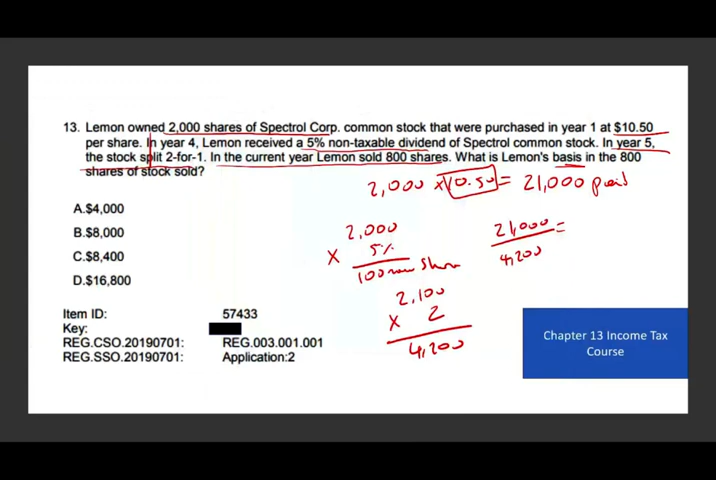 13. Lemon owned 2,000 shares of Spectrol Corp. common stock that were purchased in year 1 at $10.50
per share. In year 4, Lemon received a 5% non-taxable dividend of Spectrol common stock. In year 5,
the stock split 2-for-1. In the current year Lemon sold 800 shares. What is Lemon's basis in the 800
shares of stock sold?
2,000 x 10.50 = 21,000 paid
A.$4,000
B.$8,000
C.$8,400
D.$16,800
2,000
x 5%
100 new share
2,100
x 2
4,200
21,000 =
4,200
Item ID: 57433
Key:
REG.CSO.20190701: REG.003.001.001
REG.SSO.20190701: Application:2
Chapter 13 Income Tax
Course